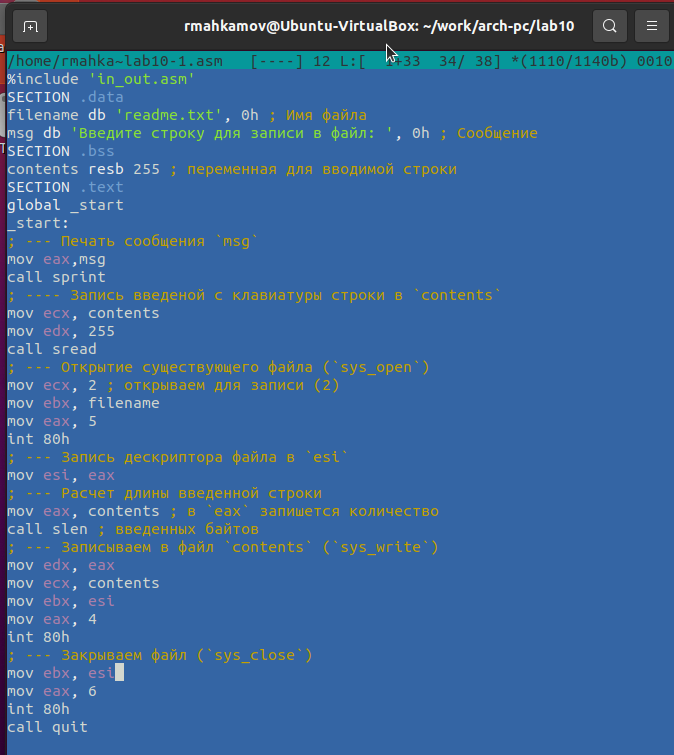 rmahkamov@Ubuntu-VirtualBox: ~/work/arch-pc/lab10
/home/rmahka~lab10-1.asm   [----] 12 L:[  1+33  34/ 38] *(1110/1140b) 0010
%include 'in_out.asm'
SECTION .data
filename db 'readme.txt', 0h ; Имя файла
msg db 'Введите строку для записи в файл: ', 0h ; Сообщение
SECTION .bss
contents resb 255 ; переменная для вводимой строки
SECTION .text
global _start
_start:
; --- Печать сообщения `msg`
mov eax,msg
call sprint
; ---- Запись введеной с клавиатуры строки в `contents`
mov ecx, contents
mov edx, 255
call sread
; --- Открытие существующего файла (`sys_open`)
mov ecx, 2 ; открываем для записи (2)
mov ebx, filename
mov eax, 5
int 80h
; --- Запись дескриптора файла в `esi`
mov esi, eax
; --- Расчет длины введенной строки
mov eax, contents ; в `eax` запишется количество
call slen ; введенных байтов
; --- Записываем в файл `contents` (`sys_write`)
mov edx, eax
mov ecx, contents
mov ebx, esi
mov eax, 4
int 80h
; --- Закрываем файл (`sys_close`)
mov ebx, esi
mov eax, 6
int 80h
call quit